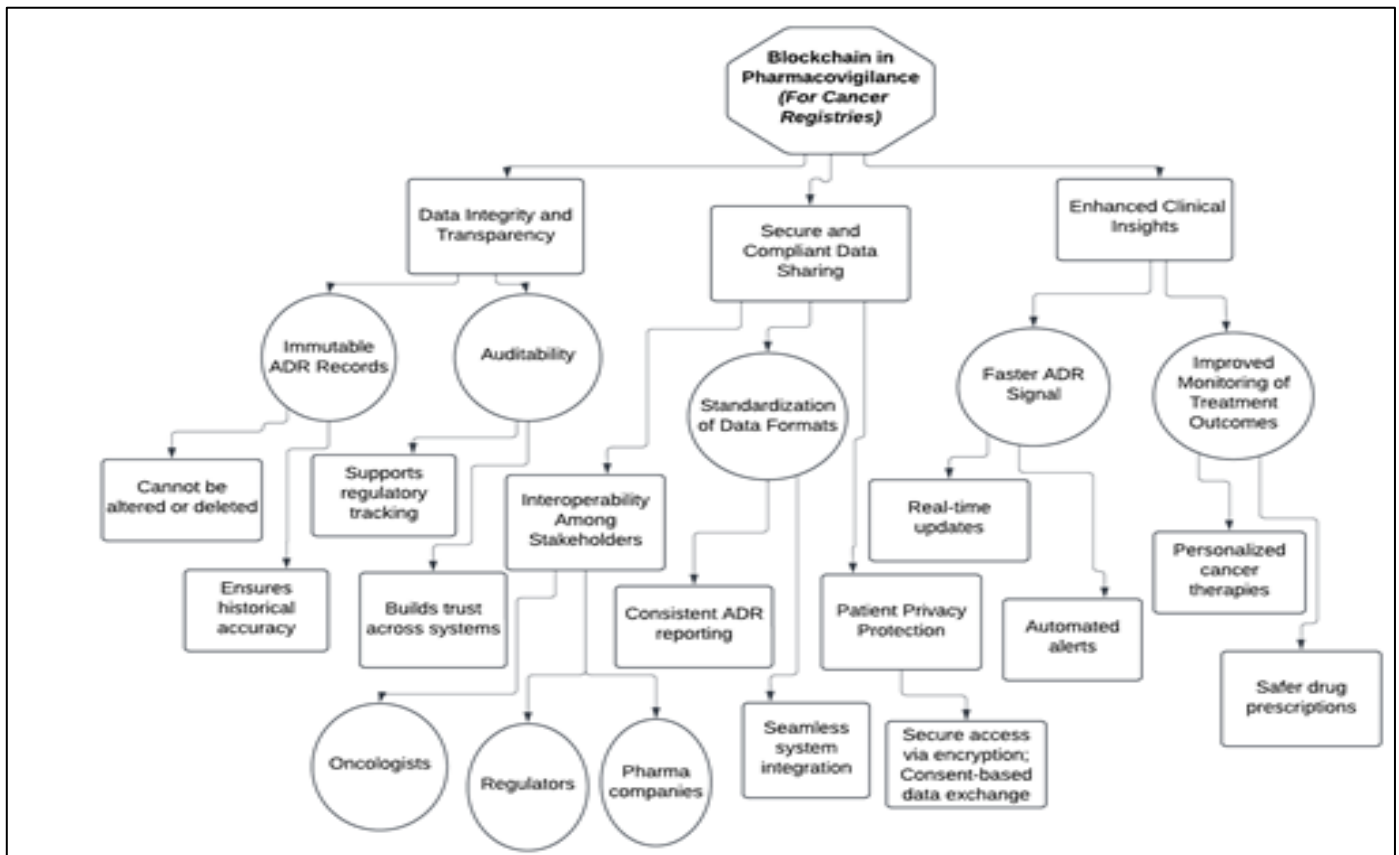 Blockchain in
Pharmacovigilance
(For Cancer
Registries)
Data Integrity and
Transparency
Secure and
Compliant Data
Sharing
Enhanced Clinical
Insights
Immutable
ADR Records
Auditability
Standardization
of Data Formats
Faster ADR
Signal
Improved
Monitoring of
Treatment
Outcomes
Cannot be
altered or deleted
Supports
regulatory
tracking
Interoperability
Among
Stakeholders
Real-time
updates
Personalized
cancer
therapies
Ensures
historical
accuracy
Builds trust
across systems
Consistent ADR
reporting
Patient Privacy
Protection
Automated
alerts
Safer drug
prescriptions
Oncologists
Regulators
Pharma
companies
Seamless
system
integration
Secure access
via encryption;
Consent-based
data exchange